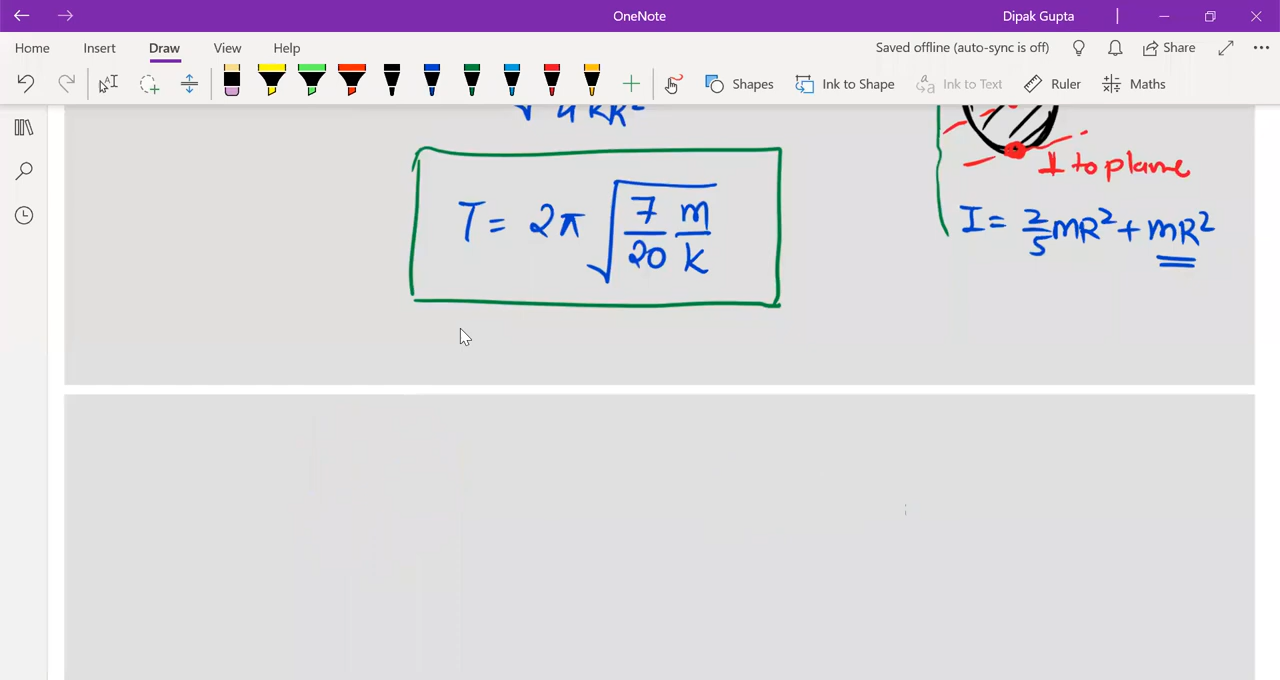 OneNote
Dipak Gupta
Home Insert Draw View Help
Saved offline (auto-sync is off) Share
Shapes Ink to Shape Ink to Text Ruler Maths
⊥ to plane
T = 2π √(7/20 m/k)
I = 2/5 mR² + mR²